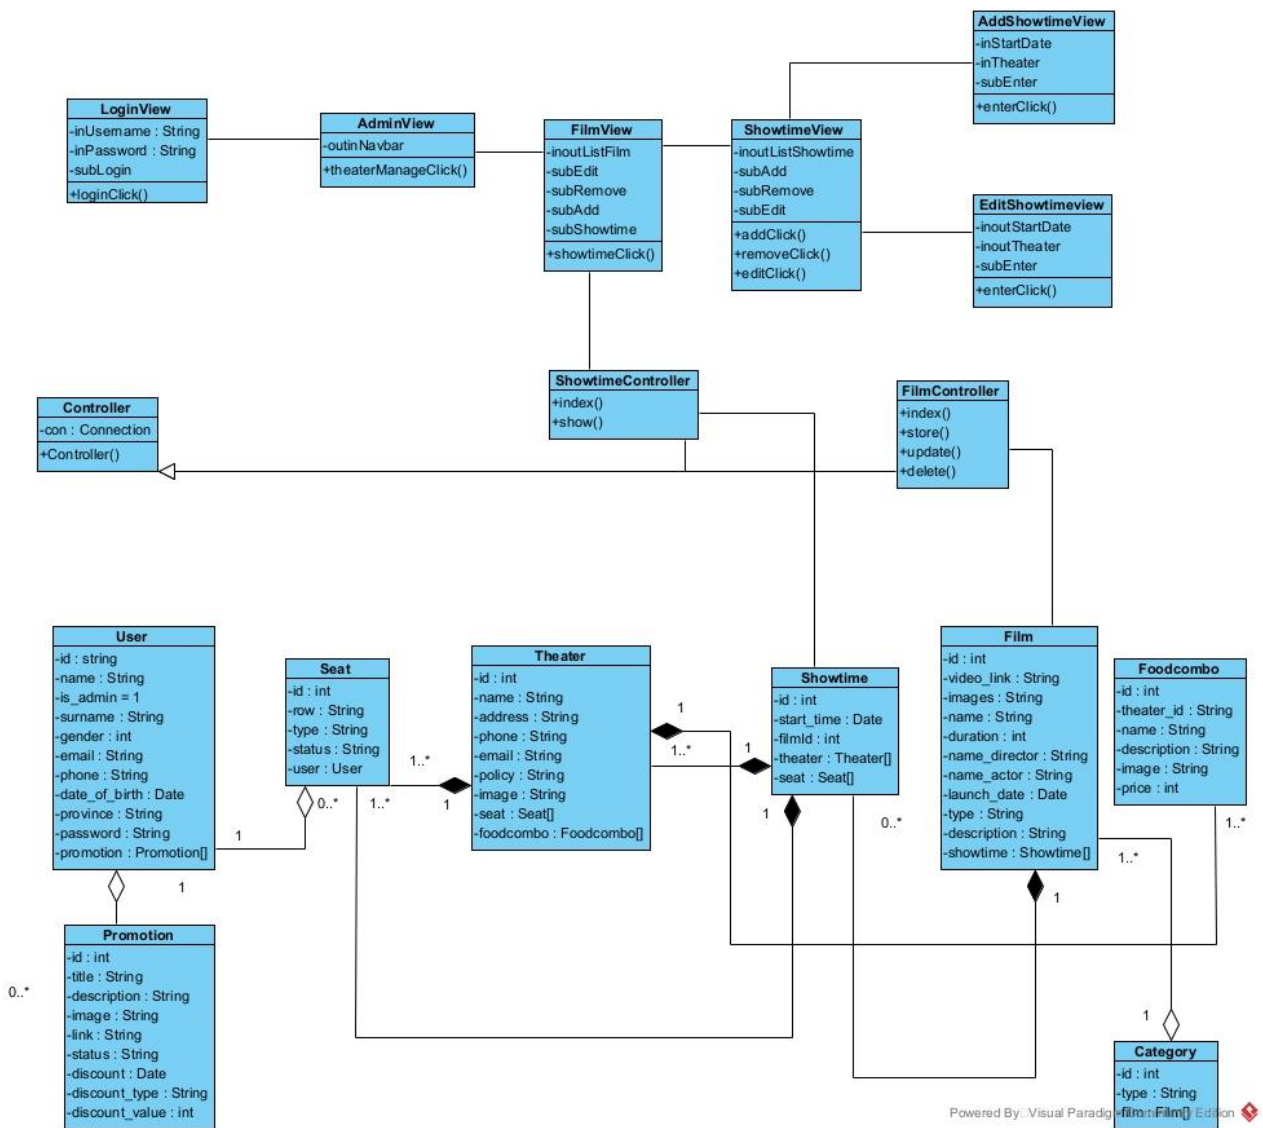 AddShowtimeView
-inStartDate
-inTheater
-subEnter
+enterClick()
LoginView
-inUsername : String
-inPassword : String
-subLogin
+loginClick()
AdminView
-outinNavbar
+theaterManageClick()
FilmView
-inoutListFilm
-subEdit
-subRemove
-subAdd
-subShowtime
+showtimeClick()
ShowtimeView
-inoutListShowtime
-subAdd
-subRemove
-subEdit
+addClick()
+removeClick()
+editClick()
EditShowtimeview
-inoutStartDate
-inoutTheater
-subEnter
+enterClick()
Controller
-con : Connection
+Controller()
ShowtimeController
+index()
+show()
FilmController
+index()
+store()
+update()
+delete()
User
-id : string
-name : String
-is_admin = 1
-surname : String
-gender : int
-email : String
-phone : String
-date_of_birth : Date
-province : String
-password : String
-promotion : Promotion[]
Seat
-id : int
-row : String
-type : String
-status : String
-user : User
Theater
-id : int
-name : String
-address : String
-phone : String
-email : String
-policy : String
-image : String
-seat : Seat[]
-foodcombo : Foodcombo[]
Showtime
-id : int
-start_time : Date
-filmId : int
-theater : Theater[]
-seat : Seat[]
Film
-id : int
-video_link : String
-images : String
-name : String
-duration : int
-name_director : String
-name_actor : String
-launch_date : Date
-type : String
-description : String
-showtime : Showtime[]
Foodcombo
-id : int
-theater_id : String
-name : String
-description : String
-image : String
-price : int
1
1..*
1
1..*
0..*
1..*
1
1
0..*
1
1..*
1..*
1
1
1
0..*
1
Promotion
-id : int
-title : String
-description : String
-image : String
-link : String
-status : String
-discount : Date
-discount_type : String
-discount_value : int
Category
-id : int
-type : String
-film : Film[]
Powered By Visual Paradigm Edition